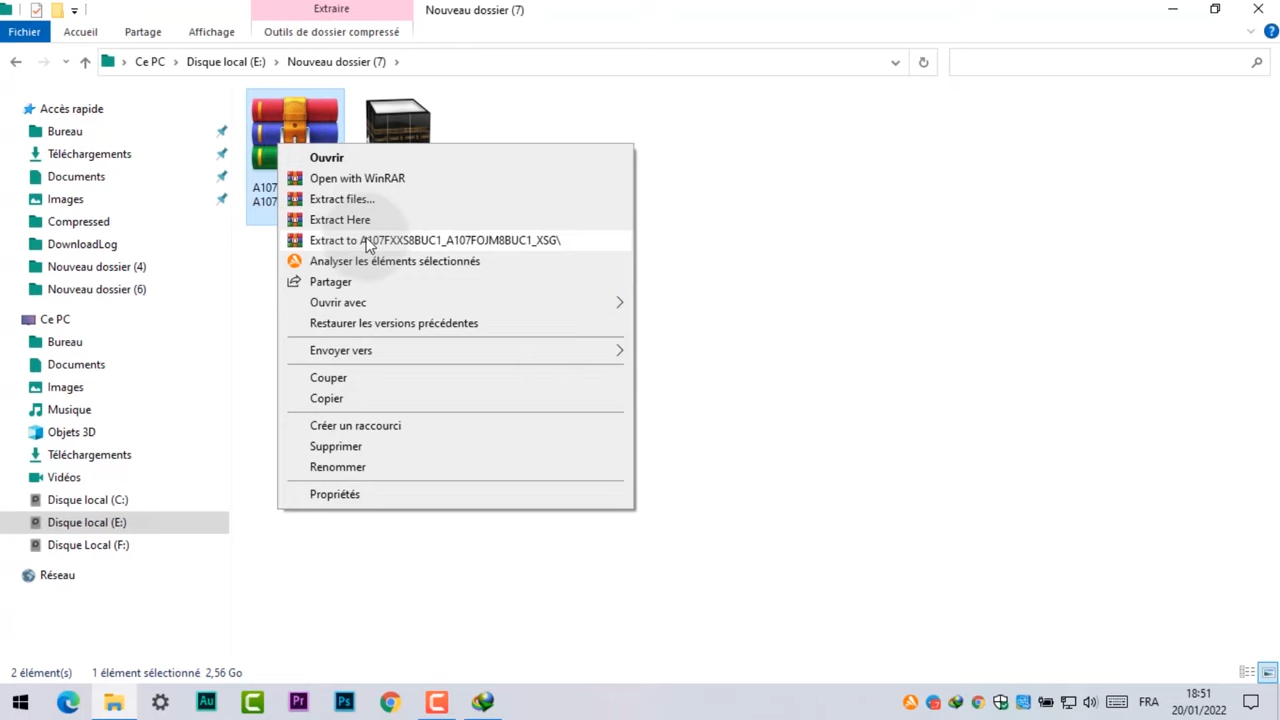 Extraire
Nouveau dossier (7)
Fichier
Accueil
Partage
Affichage
Outils de dossier compressé
Ce PC
Disque local (E:)
Nouveau dossier (7)
Accès rapide
Bureau
Téléchargements
Documents
Images
Compressed
DownLoadLog
Nouveau dossier (4)
Nouveau dossier (6)
Ce PC
Bureau
Documents
Images
Musique
Objets 3D
Téléchargements
Vidéos
Disque local (C:)
Disque local (E:)
Disque Local (F:)
Réseau
A107
A107
Ouvrir
Open with WinRAR
Extract files...
Extract Here
Extract to A107FXXS8BUC1_A107FOJM8BUC1_XSG\
Analyser les éléments sélectionnés
Partager
Ouvrir avec
Restaurer les versions précédentes
Envoyer vers
Couper
Copier
Créer un raccourci
Supprimer
Renommer
Propriétés
2 élément(s)
1 élément sélectionné 2,56 Go
Au
Pr
Ps
FRA
18:51
20/01/2022